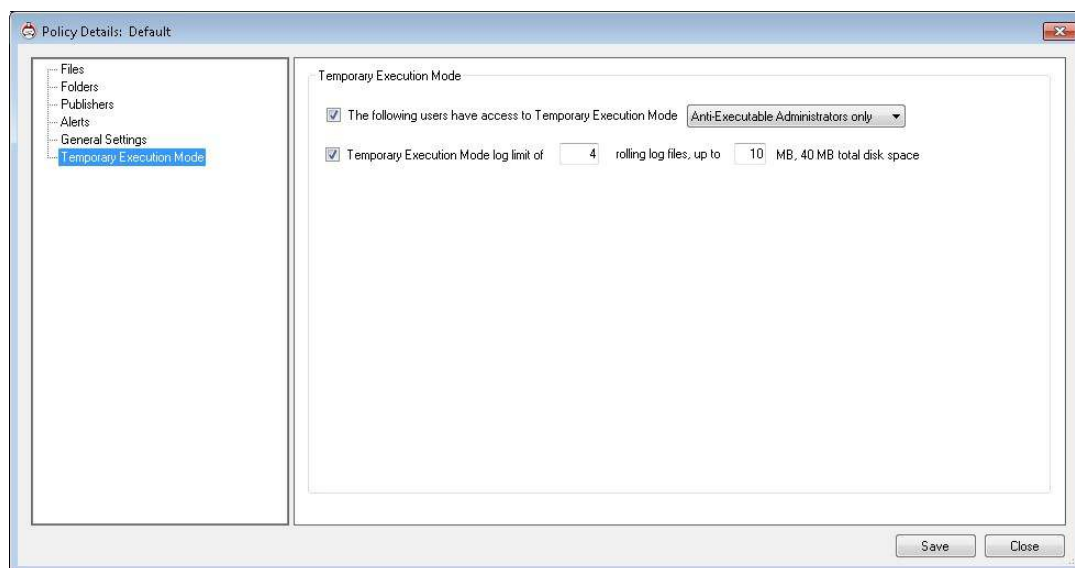 Policy Details: Default
Files
Folders
Publishers
Alerts
General Settings
Temporary Execution Mode
Temporary Execution Mode
The following users have access to Temporary Execution Mode Anti-Executable Administrators only
Temporary Execution Mode log limit of 4 rolling log files, up to 10 MB, 40 MB total disk space
Save Close